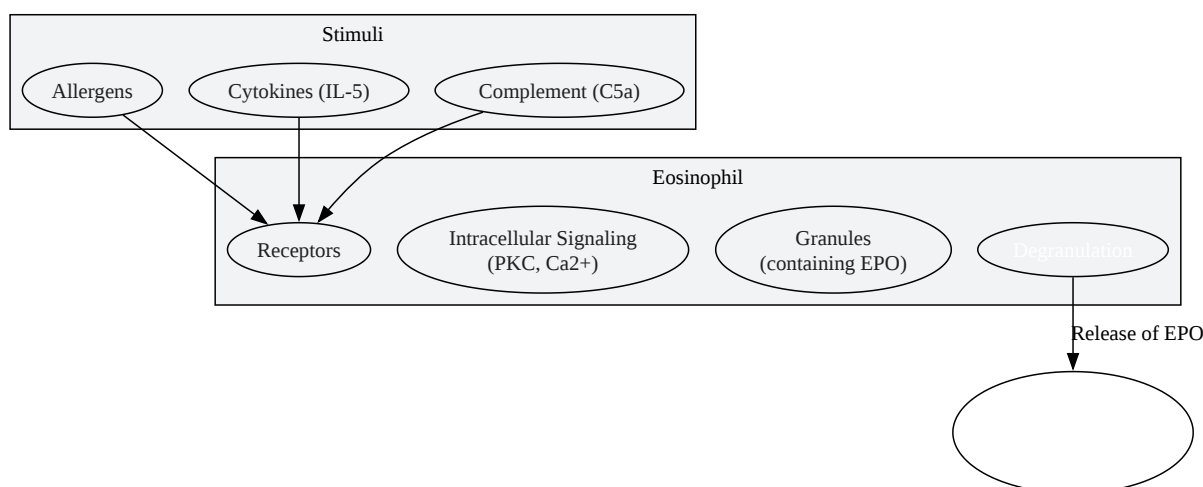 Stimuli
Allergens
Cytokines (IL-5)
Complement (C5a)
Eosinophil
Receptors
Intracellular Signaling
(PKC, Ca2+)
Granules
(containing EPO)
Degranulation
Release of EPO